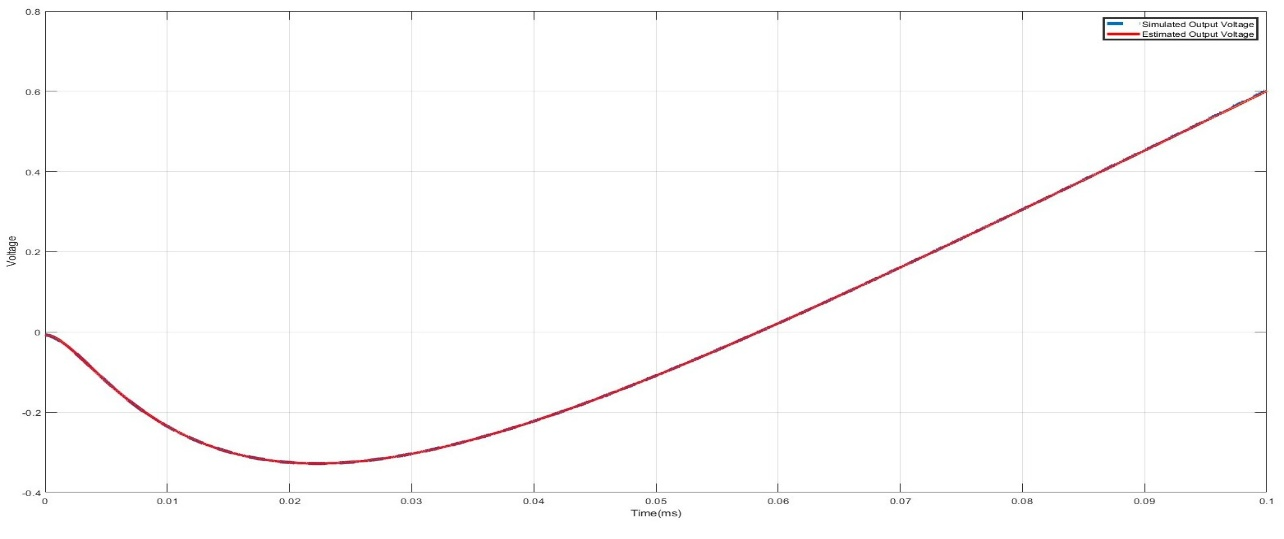 0.8
0.6
0.4
0.2
0
-0.2
-0.4
Voltage
Simulated Output Voltage
Estimated Output Voltage
0 0.01 0.02 0.03 0.04 0.05 0.06 0.07 0.08 0.09 0.1
Time(ms)